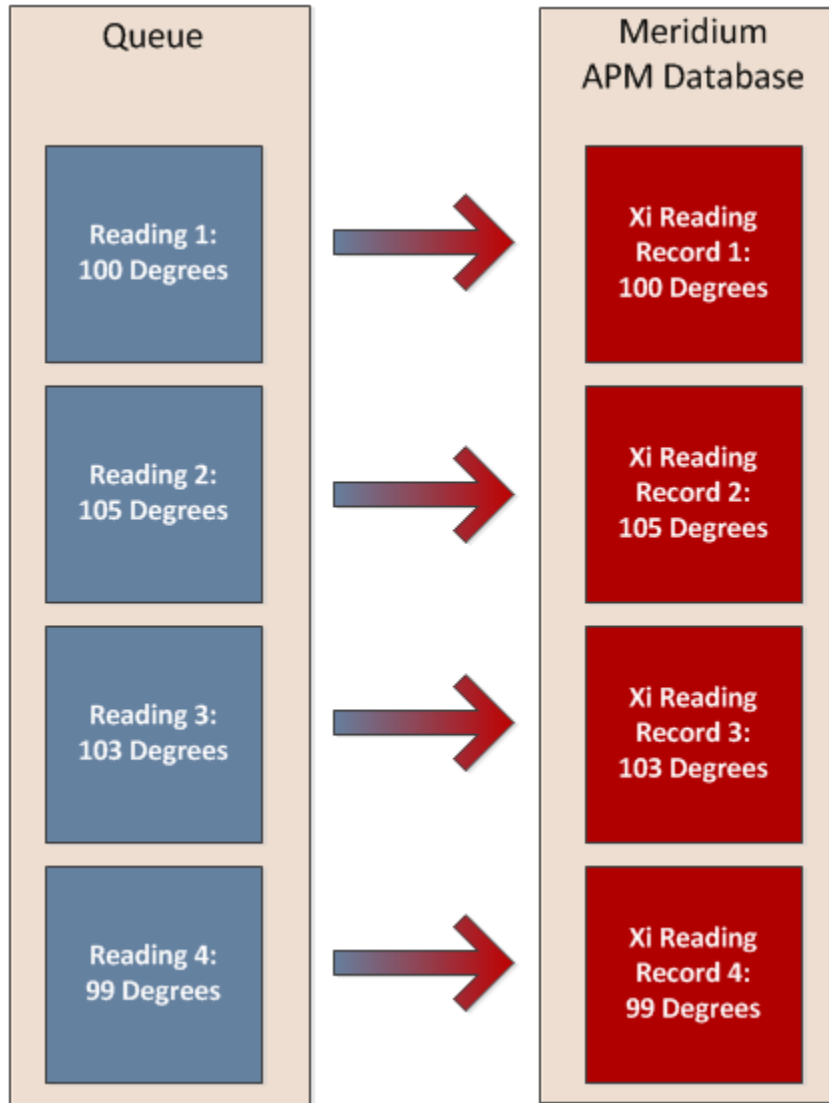 Queue
Meridium
APM Database
Reading 1:
100 Degrees
Xi Reading
Record 1:
100 Degrees
Reading 2:
105 Degrees
Xi Reading
Record 2:
105 Degrees
Reading 3:
103 Degrees
Xi Reading
Record 3:
103 Degrees
Reading 4:
99 Degrees
Xi Reading
Record 4:
99 Degrees